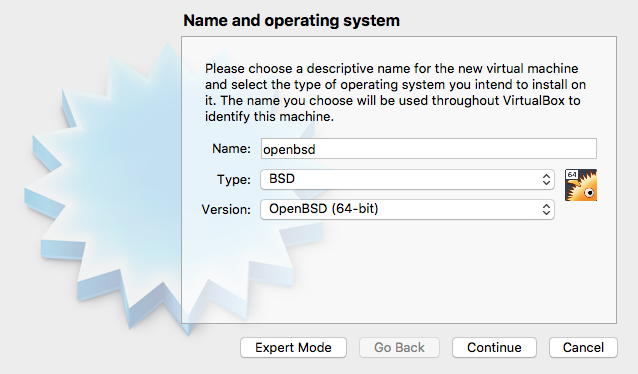 Name and operating system
Please choose a descriptive name for the new virtual machine
and select the type of operating system you intend to install on
it. The name you choose will be used throughout VirtualBox to
identify this machine.
Name: openbsd
Type: BSD
64
Version: OpenBSD (64-bit)
Expert Mode Go Back Continue Cancel